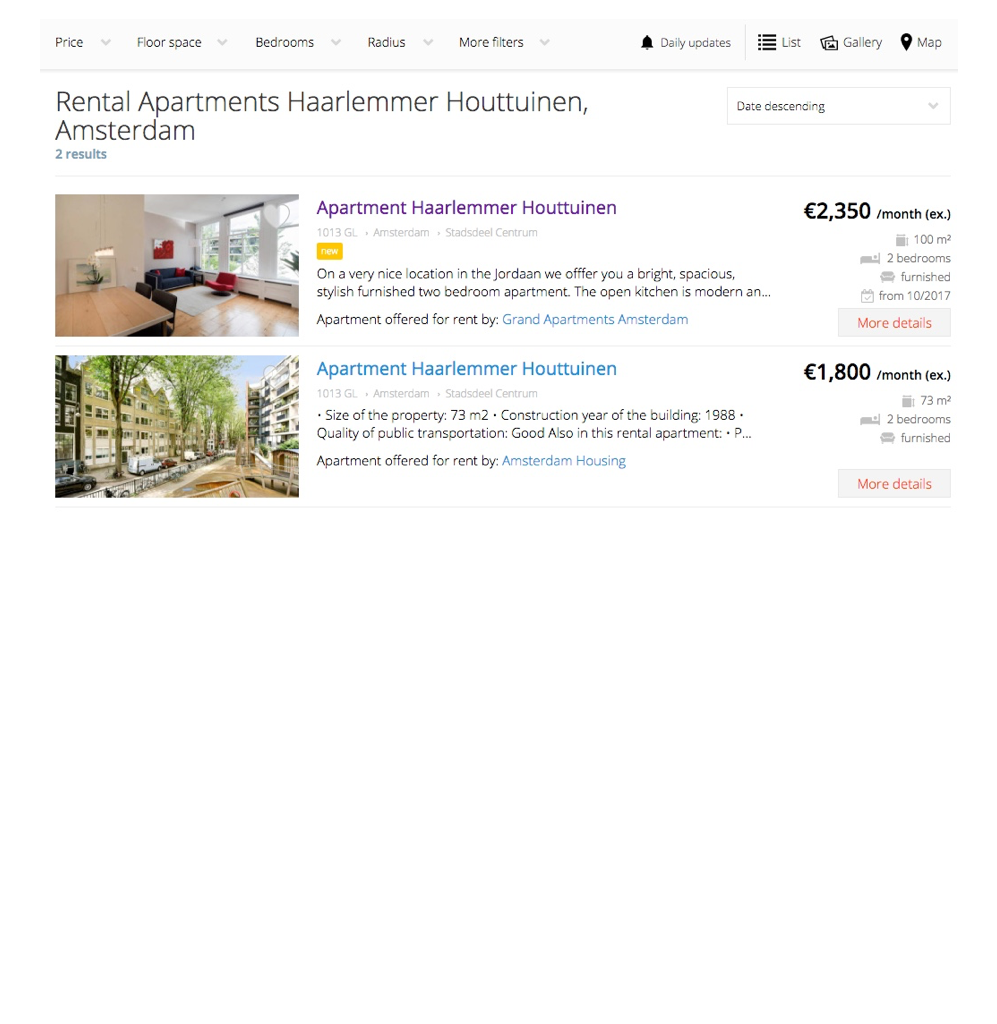 Price Floor space Bedrooms Radius More filters Daily updates List Gallery Map
Rental Apartments Haarlemmer Houttuinen,
Amsterdam
Date descending
2 results
Apartment Haarlemmer Houttuinen
1013 GL • Amsterdam • Stadsdeel Centrum
new
On a very nice location in the Jordaan we offfer you a bright, spacious,
stylish furnished two bedroom apartment. The open kitchen is modern an...
Apartment offered for rent by: Grand Apartments Amsterdam
€2,350 /month (ex.)
100 m²
2 bedrooms
furnished
from 10/2017
More details
Apartment Haarlemmer Houttuinen
1013 GL • Amsterdam • Stadsdeel Centrum
• Size of the property: 73 m2 • Construction year of the building: 1988 •
Quality of public transportation: Good Also in this rental apartment: • P...
Apartment offered for rent by: Amsterdam Housing
€1,800 /month (ex.)
73 m²
2 bedrooms
furnished
More details